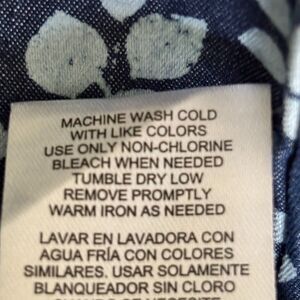 MACHINE WASH COLD
WITH LIKE COLORS
USE ONLY NON-CHLORINE
BLEACH WHEN NEEDED
TUMBLE DRY LOW
REMOVE PROMPTLY
WARM IRON AS NEEDED
LAVAR EN LAVADORA CON
AGUA FRÍA CON COLORES
SIMILARES. USAR SOLAMENTE
BLANQUEADOR SIN CLORO